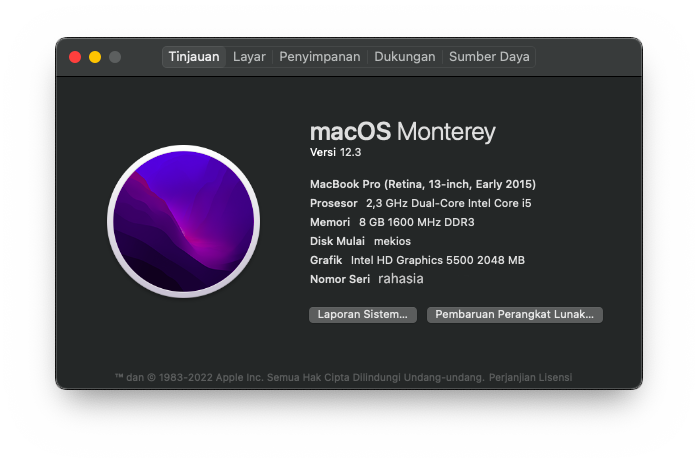 Tinjauan Layar Penyimpanan Dukungan Sumber Daya
macOS Monterey
Versi 12.3
MacBook Pro (Retina, 13-inch, Early 2015)
Prosesor 2,3 GHz Dual-Core Intel Core i5
Memori 8 GB 1600 MHz DDR3
Disk Mulai mekios
Grafik Intel HD Graphics 5500 2048 MB
Nomor Seri rahasia
Laporan Sistem... Pembaruan Perangkat Lunak...
™ dan © 1983-2022 Apple Inc. Semua Hak Cipta Dilindungi Undang-undang. Perjanjian Lisensi